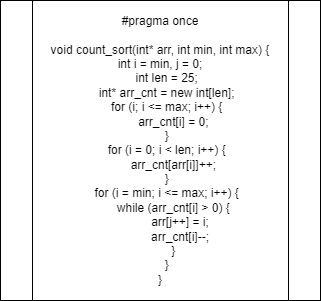 #pragma once
void count_sort(int* arr, int min, int max) {
int i = min, j = 0;
int len = 25;
int* arr_cnt = new int[len];
for (i; i <= max; i++) {
arr_cnt[i] = 0;
}
for (i = 0; i < len; i++) {
arr_cnt[arr[i]]++;
}
for (i = min; i <= max; i++) {
while (arr_cnt[i] > 0) {
arr[j++] = i;
arr_cnt[i]--;
}
}
}